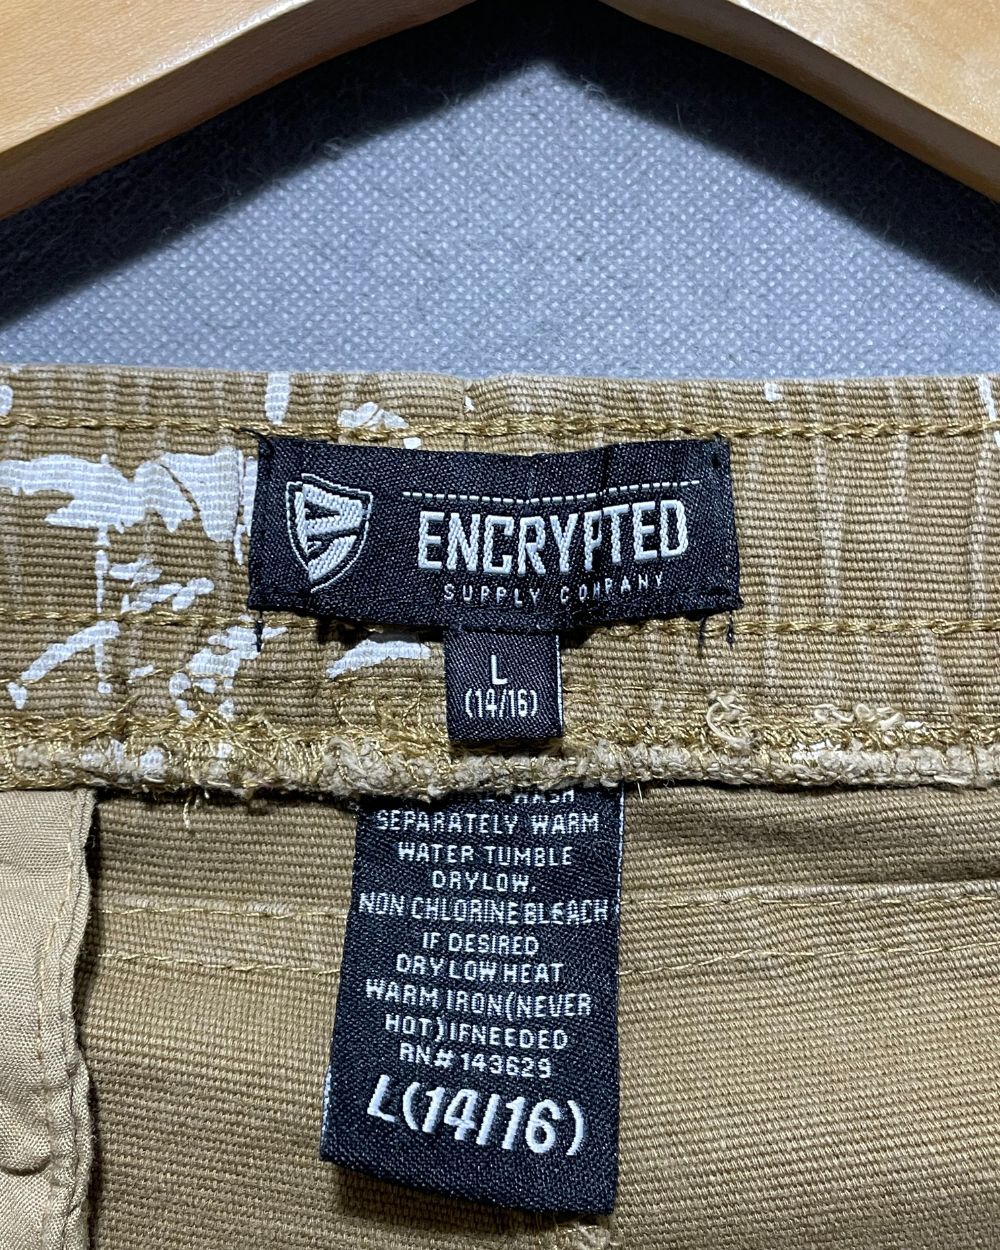 ENCRYPTED
SUPPLY COMPANY
L
(14/16)
WASH
SEPARATELY WARM
WATER TUMBLE
DRYLOW.
NON CHLORINE BLEACH
IF DESIRED
DRY LOW HEAT
WARM IRON(NEVER
HOT)IFNEEDED
RN# 143629
L(14/16)